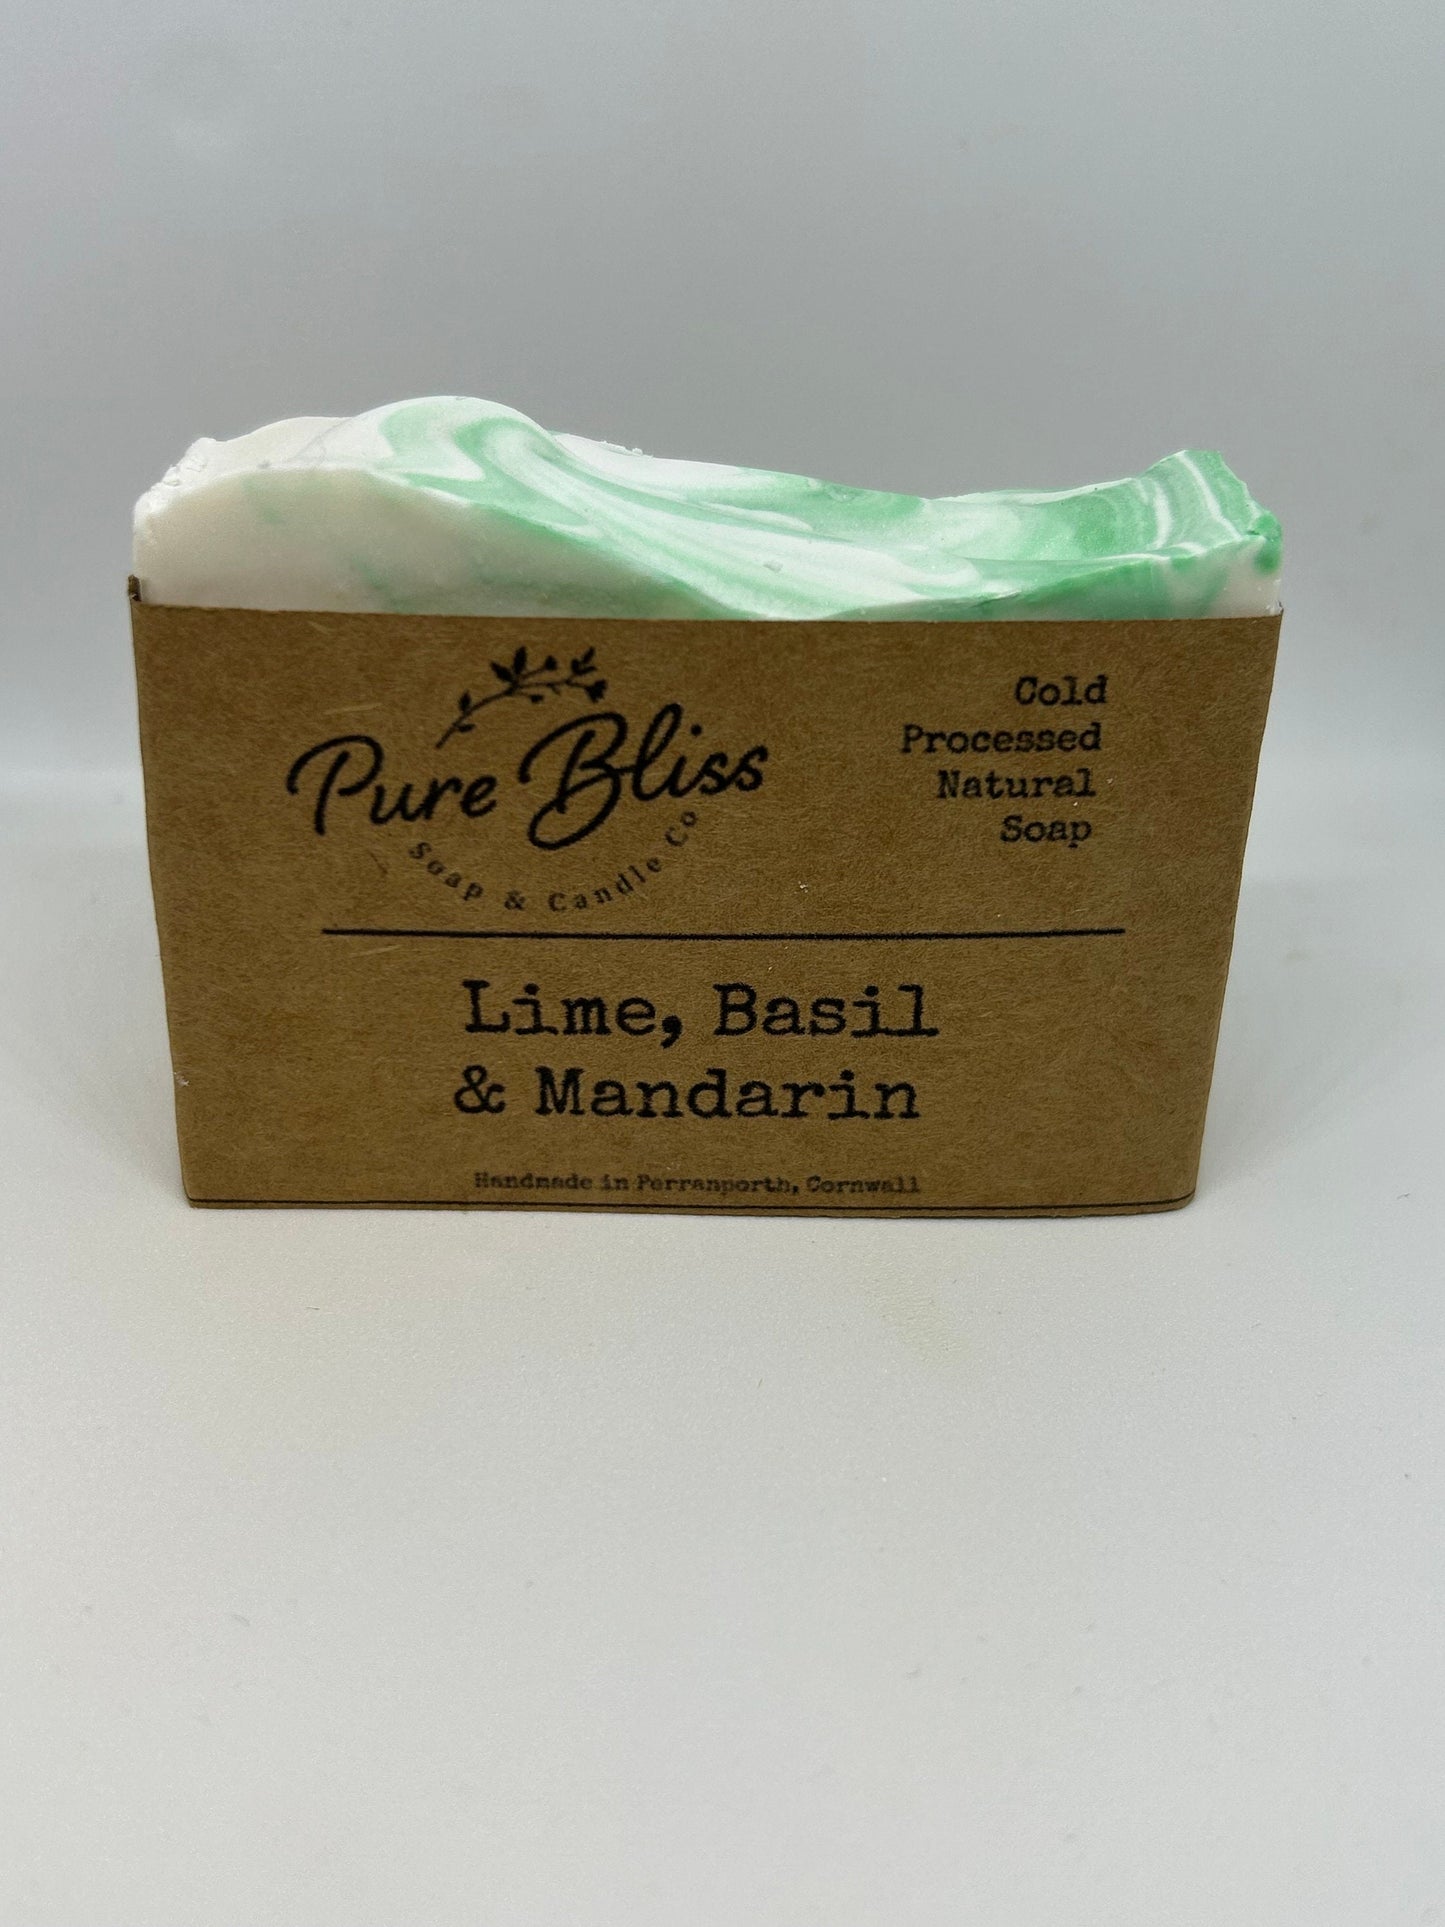 Pure Bliss
Soap & Candle Co
Cold
Processed
Natural
Soap
Lime, Basil
& Mandarin
Handmade in Perranporth, Cornwall